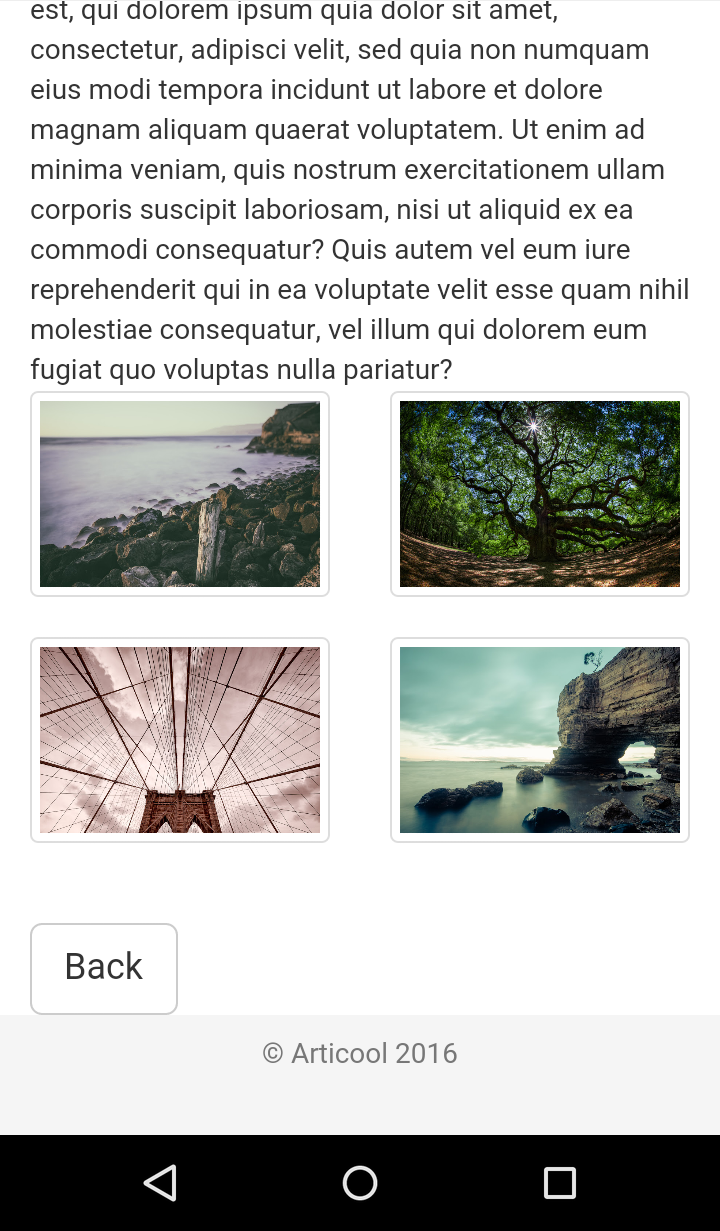 est, qui dolorem ipsum quia dolor sit amet,
consectetur, adipisci velit, sed quia non numquam
eius modi tempora incidunt ut labore et dolore
magnam aliquam quaerat voluptatem. Ut enim ad
minima veniam, quis nostrum exercitationem ullam
corporis suscipit laboriosam, nisi ut aliquid ex ea
commodi consequatur? Quis autem vel eum iure
reprehenderit qui in ea voluptate velit esse quam nihil
molestiae consequatur, vel illum qui dolorem eum
fugiat quo voluptas nulla pariatur?
Back
© Articool 2016